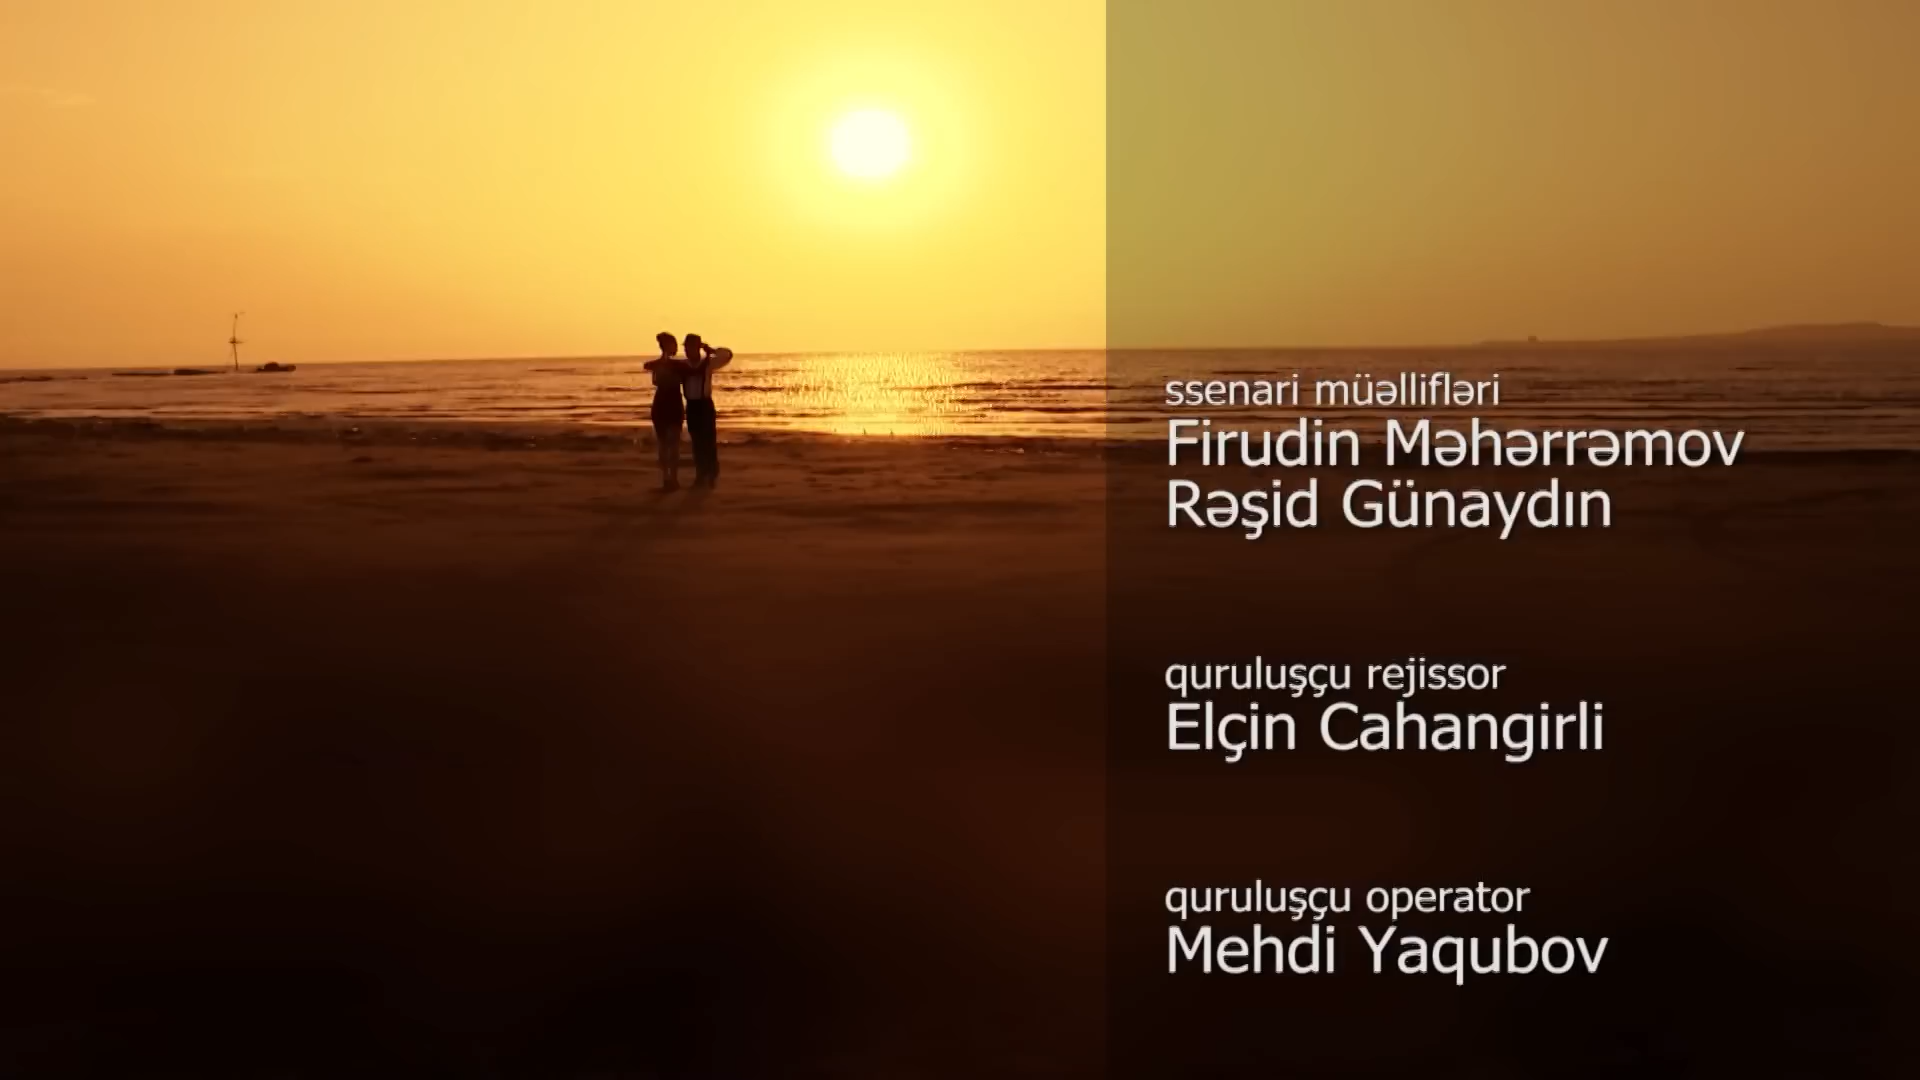 ssenari müəllifləri
Firudin Məhərrəmov
Rəşid Günaydın
quruluşçu rejissor
Elçin Cahangirli
quruluşçu operator
Mehdi Yaqubov